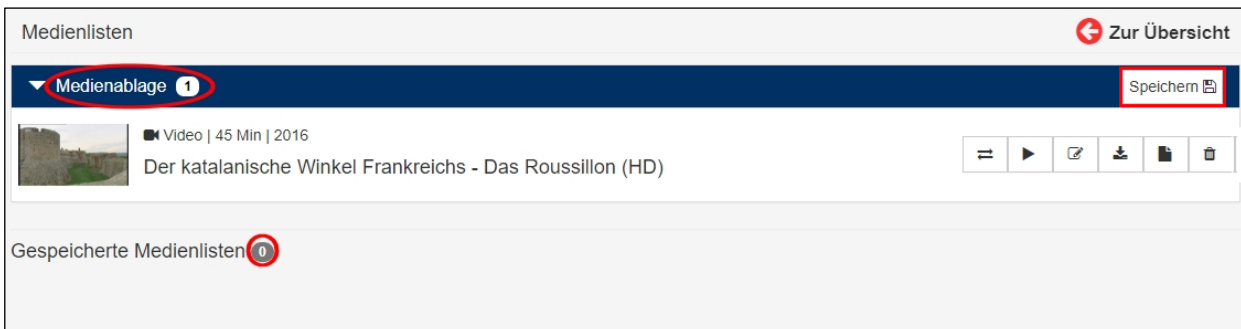 Medienlisten
Zur Übersicht
Medienablage 1
Speichern
Video | 45 Min | 2016
Der katalanische Winkel Frankreichs - Das Roussillon (HD)
Gespeicherte Medienlisten 0